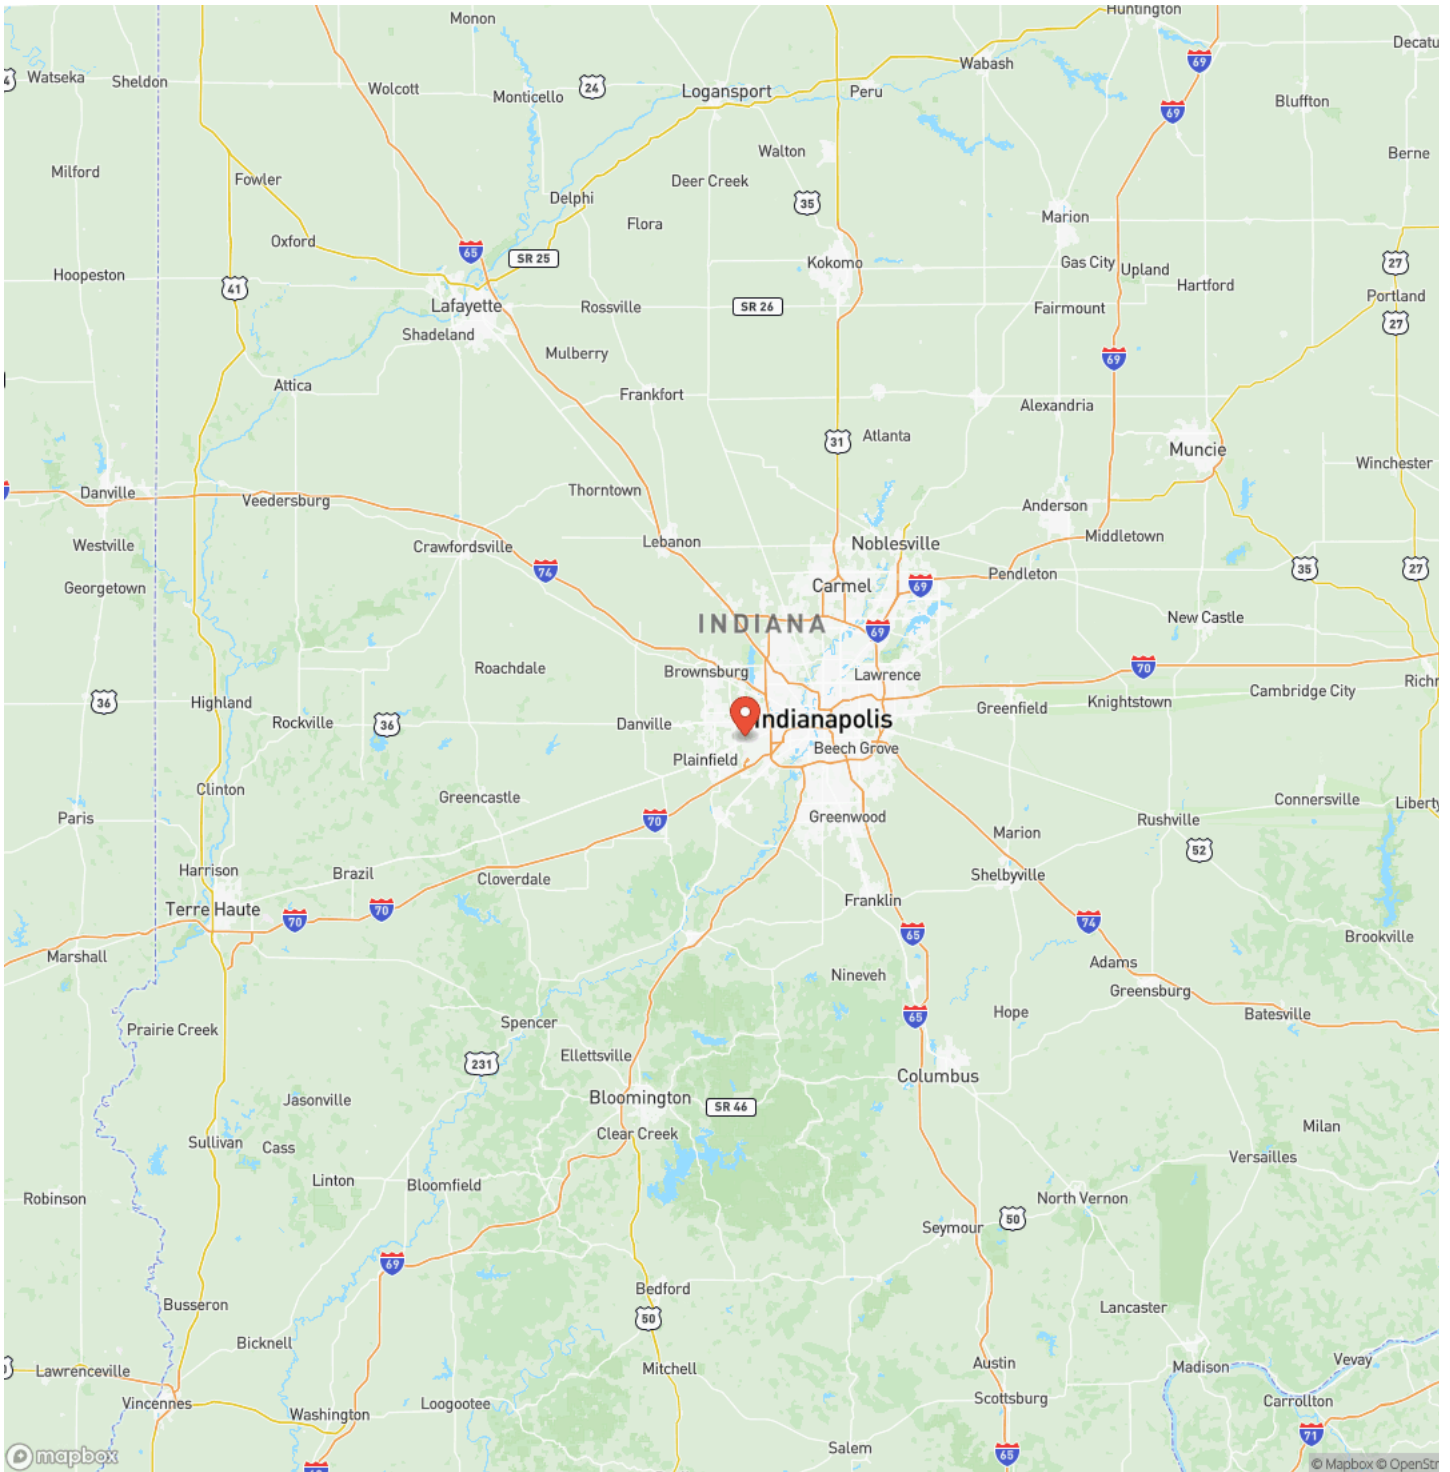 Monon
Huntington
Decatu
69
Wabash
Watseka
Sheldon
Wolcott
24
Monticello
Logansport
Peru
69
Bluffton
Walton
Berne
Milford
Fowler
Deer Creek
Delphi
35
Flora
Marion
Oxford
65
SR 25
Kokomo
Gas City
Upland
27
Hoopeston
41
Hartford
Portland
Lafayette
Rossville
SR 26
Fairmount
27
Shadeland
Mulberry
69
Attica
Frankfort
Alexandria
31
Atlanta
Muncie
Winchester
Danville
Veedersburg
Thorntown
Anderson
Middletown
Westville
Crawfordsville
Lebanon
Noblesville
74
Pendleton
35
27
Georgetown
Carmel
69
INDIANA
69
New Castle
Roachdale
Brownsburg
Lawrence
70
36
Highland
Knightstown
Cambridge City
Richr
Rockville
36
Danville
Indianapolis
Greenfield
Plainfield
Beech Grove
Clinton
Greencastle
Connersville
Liberty
Paris
70
Greenwood
Marion
Rushville
52
Harrison
Brazil
Cloverdale
Shelbyville
Terre Haute
70
70
Franklin
74
65
Brookville
Marshall
Nineveh
Adams
Greensburg
Prairie Creek
Spencer
65
Hope
Batesville
231
Ellettsville
Columbus
Jasonville
Bloomington
SR 46
Sullivan
Cass
Clear Creek
Milan
Versailles
Robinson
Linton
Bloomfield
North Vernon
Seymour
50
69
Bedford
Busseron
50
Lancaster
Bicknell
Lawrenceville
Mitchell
Austin
Madison
Vevay
Vincennes
Washington
Loogootee
Scottsburg
Carrollton
71
mapbox
Salem
65
© Mapbox © OpenStr